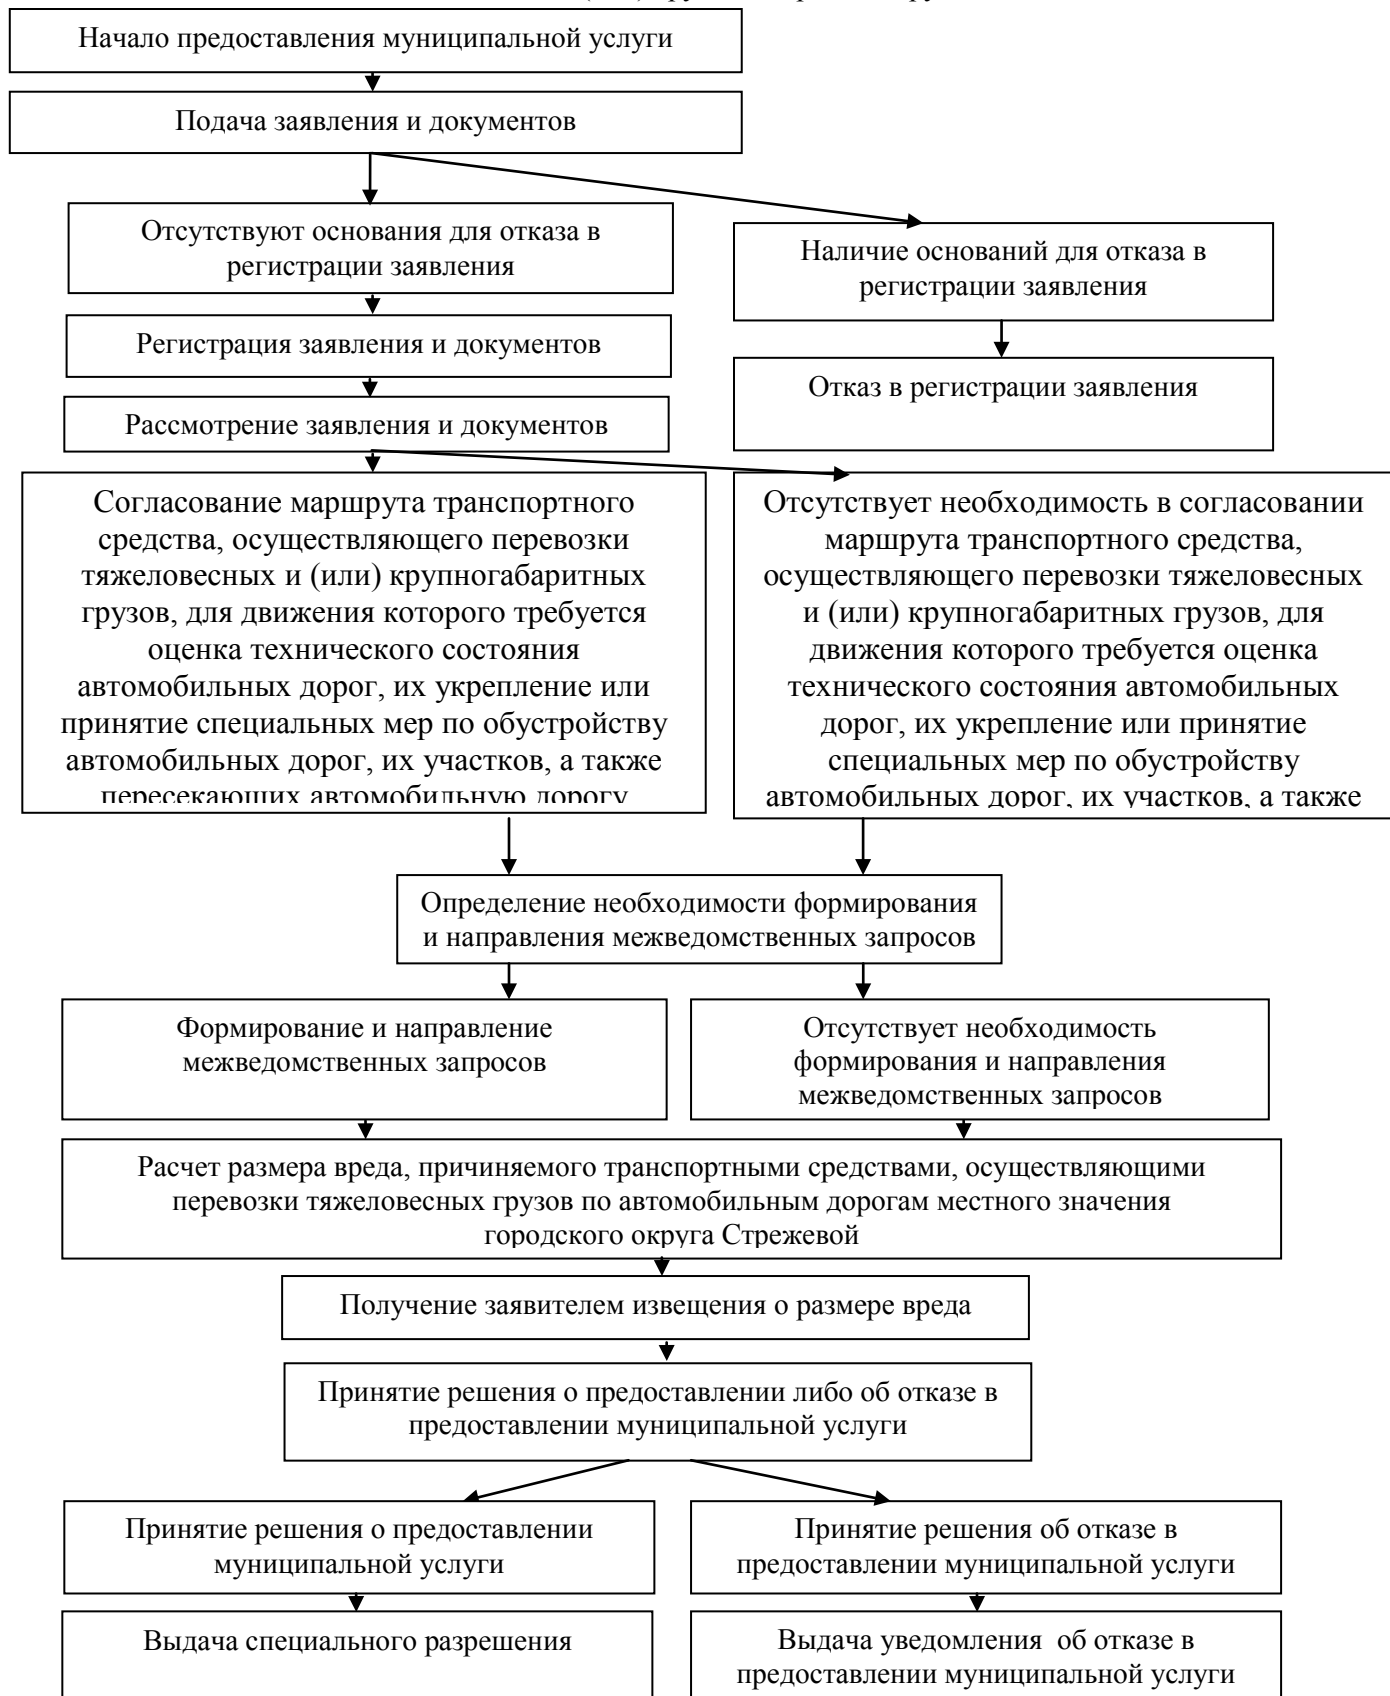 Начало предоставления муниципальной услуги
Подача заявления и документов
Отсутствуют основания для отказа в
регистрации заявления
Наличие оснований для отказа в
регистрации заявления
Регистрация заявления и документов
Отказ в регистрации заявления
Рассмотрение заявления и документов
Согласование маршрута транспортного
средства, осуществляющего перевозки
тяжеловесных и (или) крупногабаритных
грузов, для движения которого требуется
оценка технического состояния
автомобильных дорог, их укрепление или
принятие специальных мер по обустройству
автомобильных дорог, их участков, а также
пересекающих автомобильную дорогу
Отсутствует необходимость в согласовании
маршрута транспортного средства,
осуществляющего перевозки тяжеловесных
и (или) крупногабаритных грузов, для
движения которого требуется оценка
технического состояния автомобильных
дорог, их укрепление или принятие
специальных мер по обустройству
автомобильных дорог, их участков, а также
Определение необходимости формирования
и направления межведомственных запросов
Формирование и направление
межведомственных запросов
Отсутствует необходимость
формирования и направления
межведомственных запросов
Расчет размера вреда, причиняемого транспортными средствами, осуществляющими
перевозки тяжеловесных грузов по автомобильным дорогам местного значения
городского округа Стрежевой
Получение заявителем извещения о размере вреда
Принятие решения о предоставлении либо об отказе в
предоставлении муниципальной услуги
Принятие решения о предоставлении
муниципальной услуги
Принятие решения об отказе в
предоставлении муниципальной услуги
Выдача специального разрешения
Выдача уведомления об отказе в
предоставлении муниципальной услуги